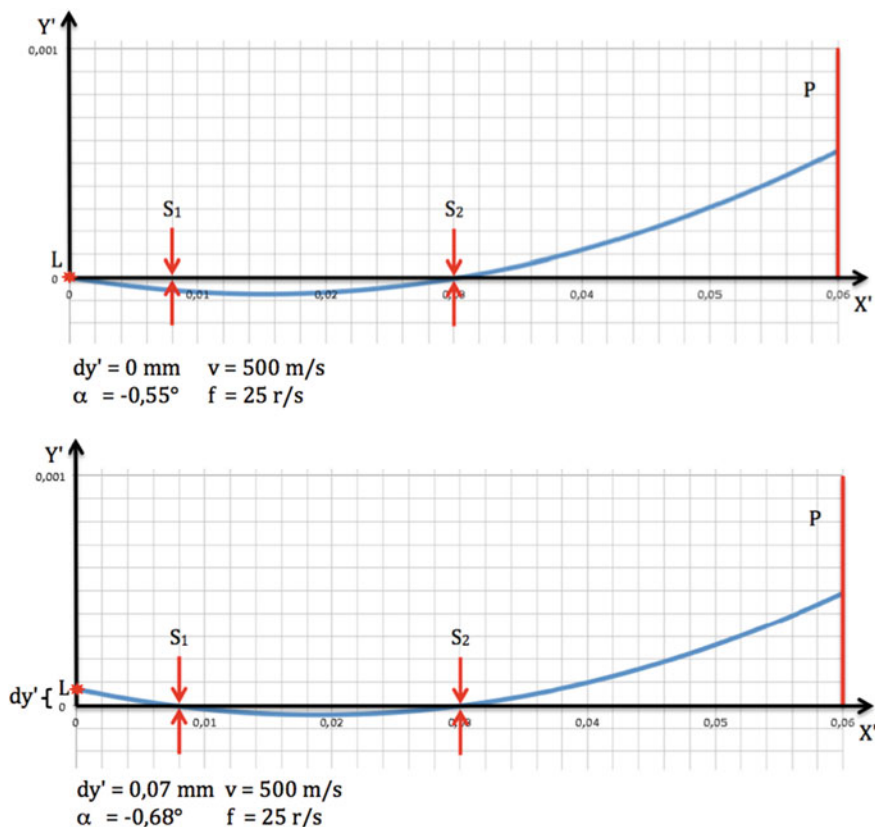 Y'
0,001
P
S1 S2
L
0
0 0,01 0,02 0,03 0,04 0,05 0,06
X'
dy' = 0 mm v = 500 m/s
α = -0,55° f = 25 r/s
Y'
0,001
P
S1 S2
dy'{ L
0
0 0,01 0,02 0,03 0,04 0,05 0,06
X'
dy' = 0,07 mm v = 500 m/s
α = -0,68° f = 25 r/s